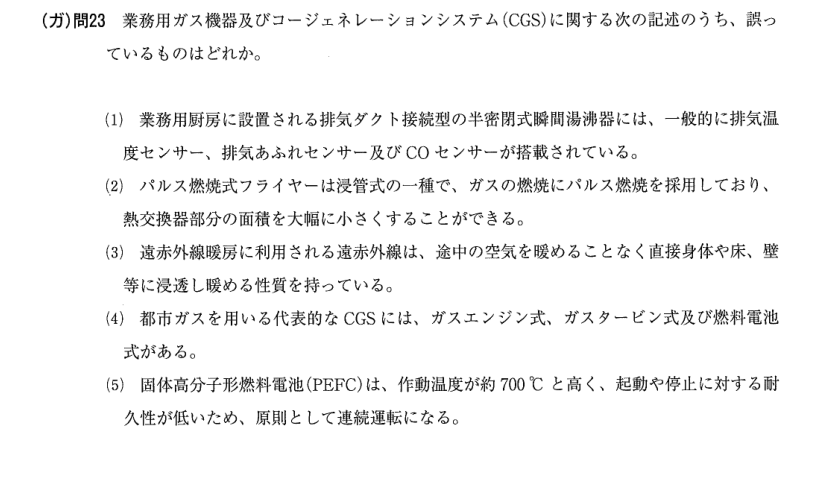 (ガ)問23 業務用ガス機器及びコージェネレーションシステム(CGS)に関する次の記述のうち、誤っ
ているものはどれか。
(1) 業務用厨房に設置される排気ダクト接続型の半密閉式瞬間湯沸器には、一般的に排気温
度センサー、排気あふれセンサー及び CO センサーが搭載されている。
(2) パルス燃焼式フライヤーは浸管式の一種で、ガスの燃焼にパルス燃焼を採用しており、
熱交換器部分の面積を大幅に小さくすることができる。
(3) 遠赤外線暖房に利用される遠赤外線は、途中の空気を暖めることなく直接身体や床、壁
等に浸透し暖める性質を持っている。
(4) 都市ガスを用いる代表的な CGS には、ガスエンジン式、ガスタービン式及び燃料電池
式がある。
(5) 固体高分子形燃料電池(PEFC)は、作動温度が約 700 ℃ と高く、起動や停止に対する耐
久性が低いため、原則として連続運転になる。